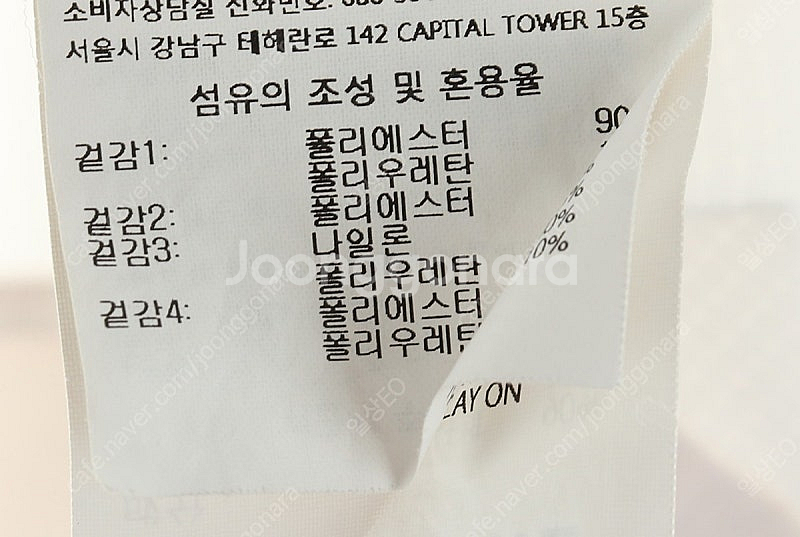 소비자상담실 전화번호: 080
서울시 강남구 테헤란로 142 CAPITAL TOWER 15층
섬유의 조성 및 혼용율
겉감1: 폴리에스터 90
폴리우레탄
겉감2: 폴리에스터 %
겉감3: 나일론 0%
폴리우레탄 0%
겉감4: 폴리에스터
폴리우레탄
Joonggonara